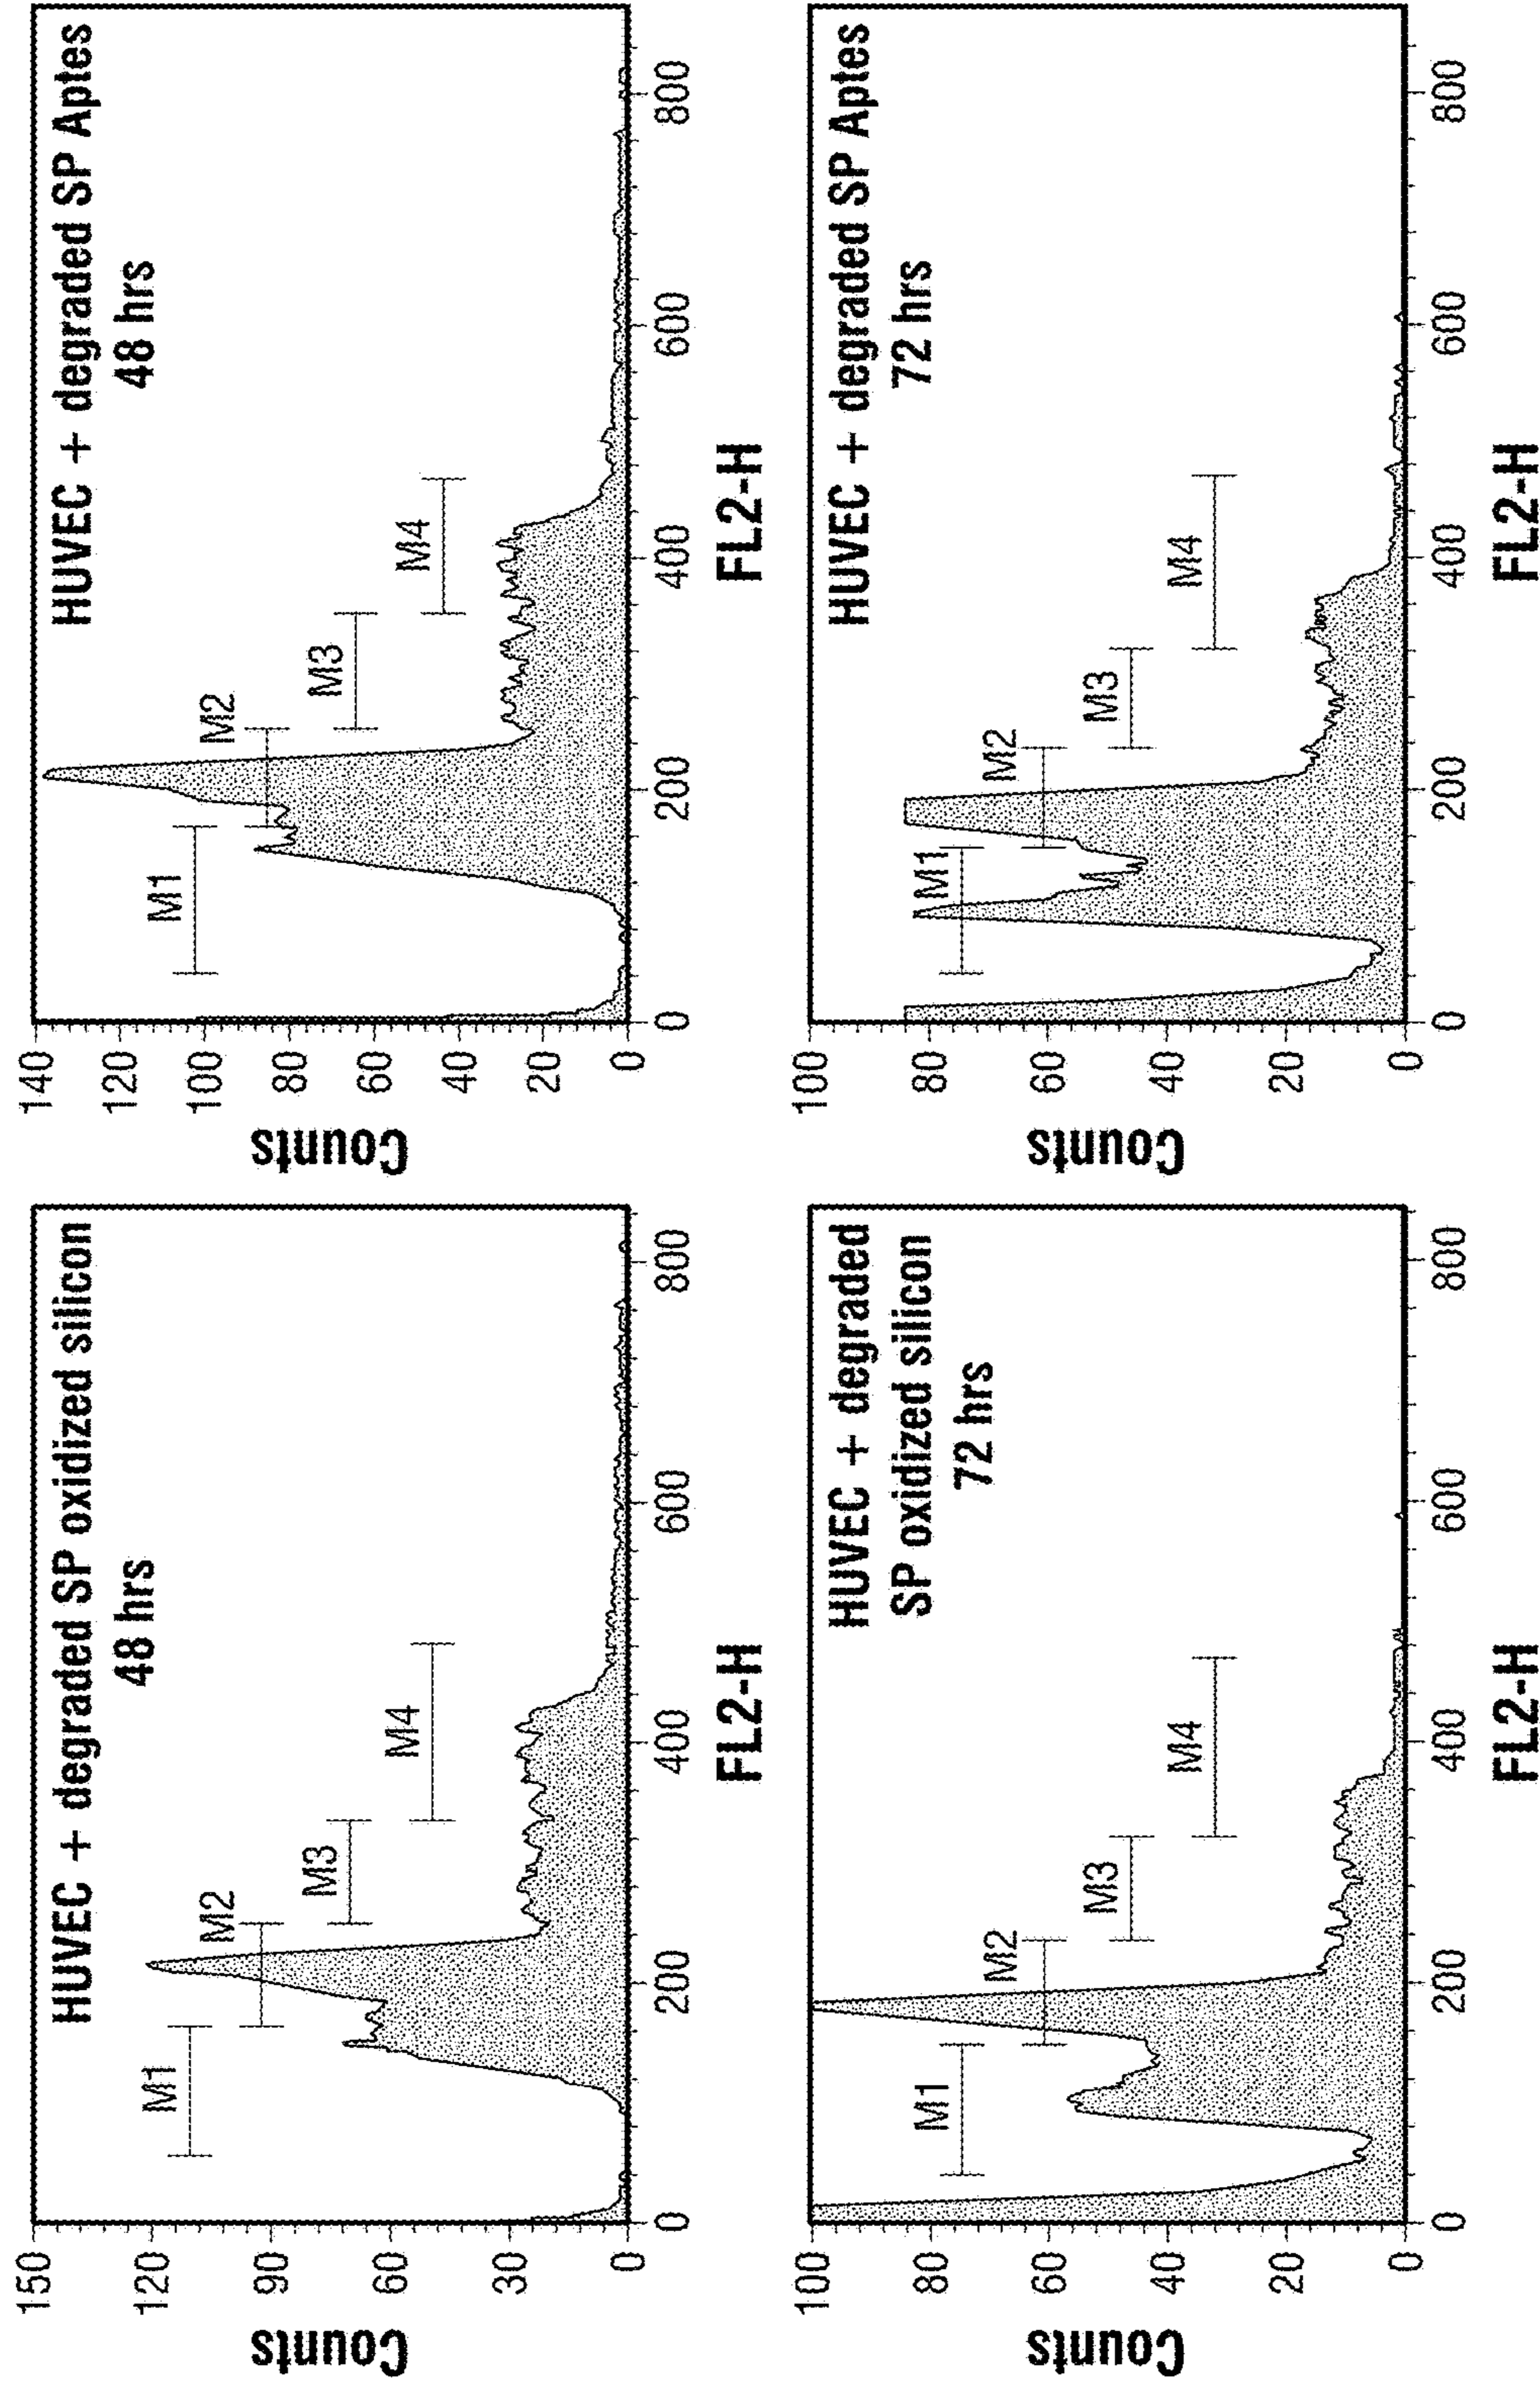 HUVEC + degraded SP oxidized silicon
48 hrs
M1
M2
M3
M4
150
120
90
60
30
0
Counts
0 200 400 600 800
FL2-H
HUVEC + degraded SP Aptes
48 hrs
M1
M2
M3
M4
140
120
100
80
60
40
20
0
Counts
0 200 400 600 800
FL2-H
HUVEC + degraded
SP oxidized silicon
72 hrs
M1
M2
M3
M4
100
80
60
40
20
0
Counts
0 200 400 600 800
FL2-H
HUVEC + degraded SP Aptes
72 hrs
M1
M2
M3
M4
100
80
60
40
20
0
Counts
0 200 400 600 800
FL2-H